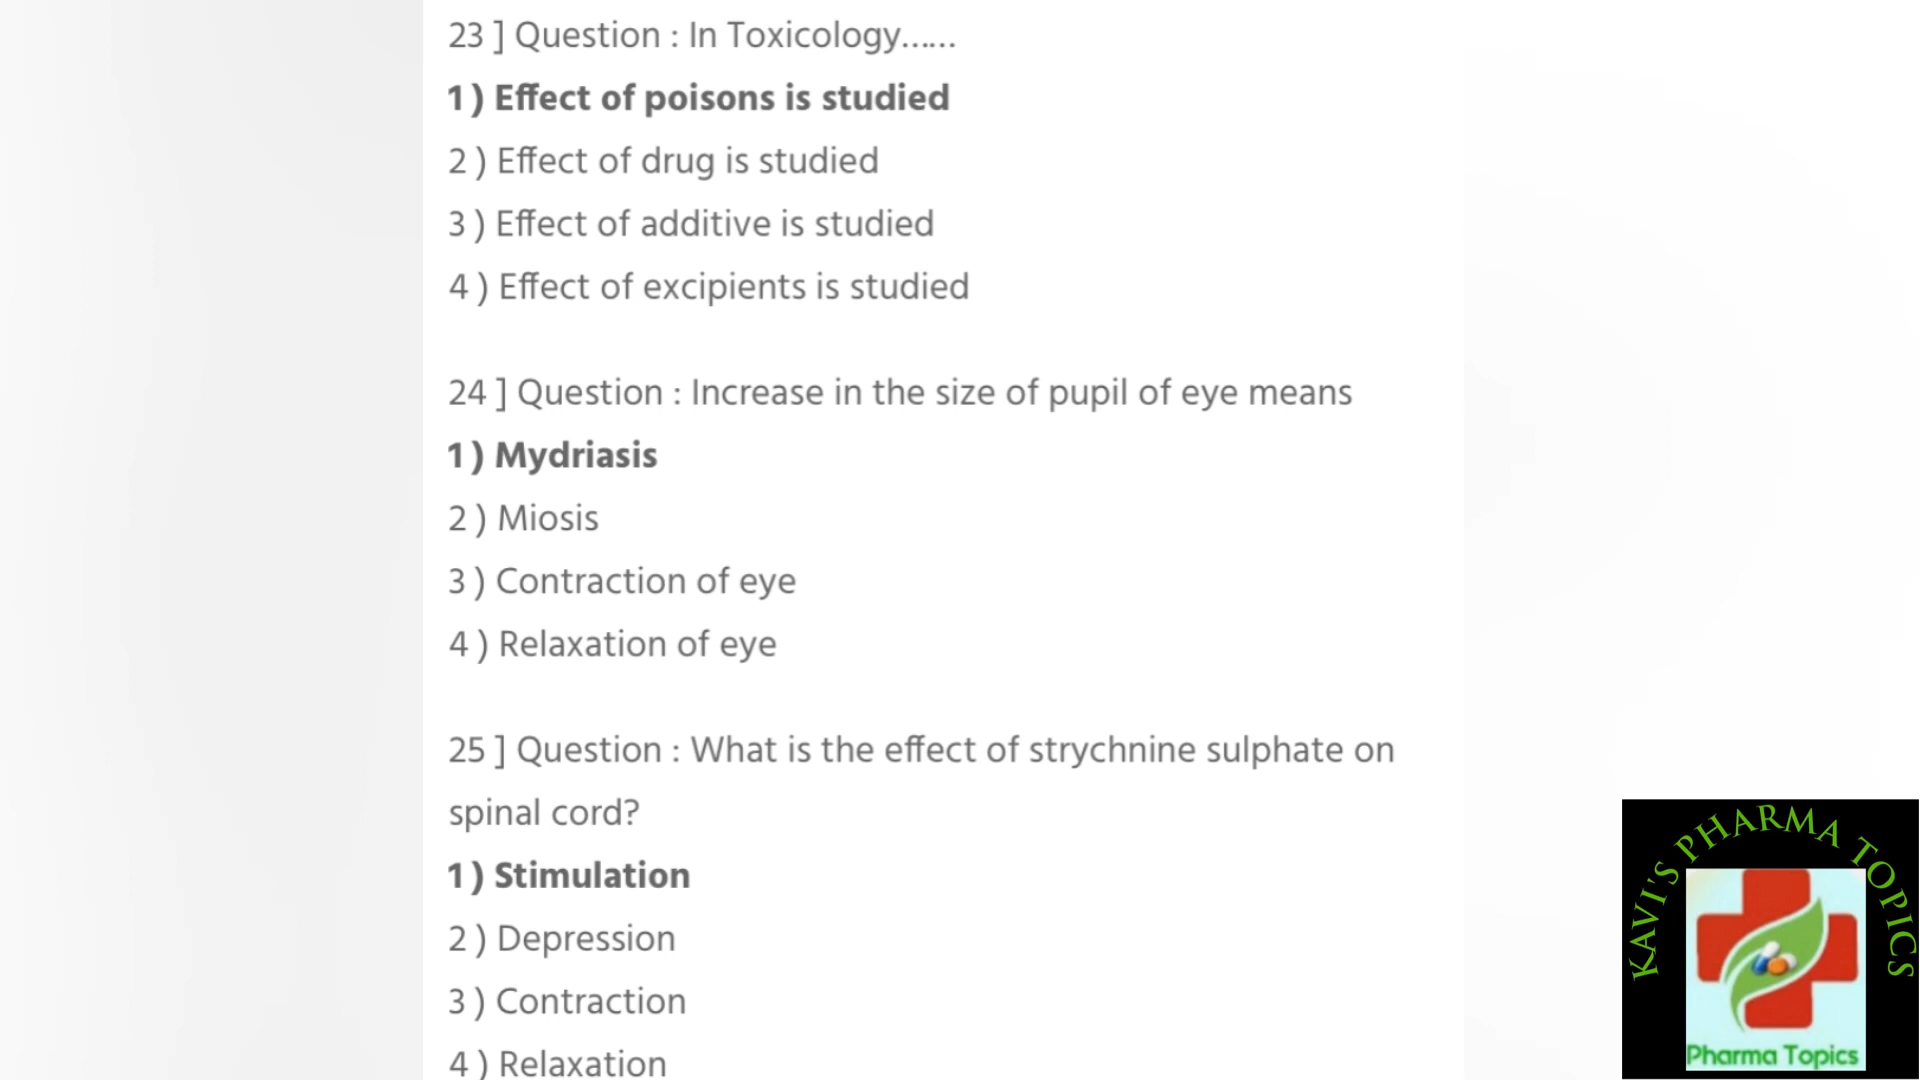 23 ] Question : In Toxicology......
1 ) Effect of poisons is studied
2 ) Effect of drug is studied
3 ) Effect of additive is studied
4 ) Effect of excipients is studied
24 ] Question : Increase in the size of pupil of eye means
1 ) Mydriasis
2 ) Miosis
3 ) Contraction of eye
4 ) Relaxation of eye
25 ] Question : What is the effect of strychnine sulphate on
spinal cord?
1 ) Stimulation
2 ) Depression
3 ) Contraction
4 ) Relaxation
KAVI'S PHARMA TOPICS
Pharma Topics